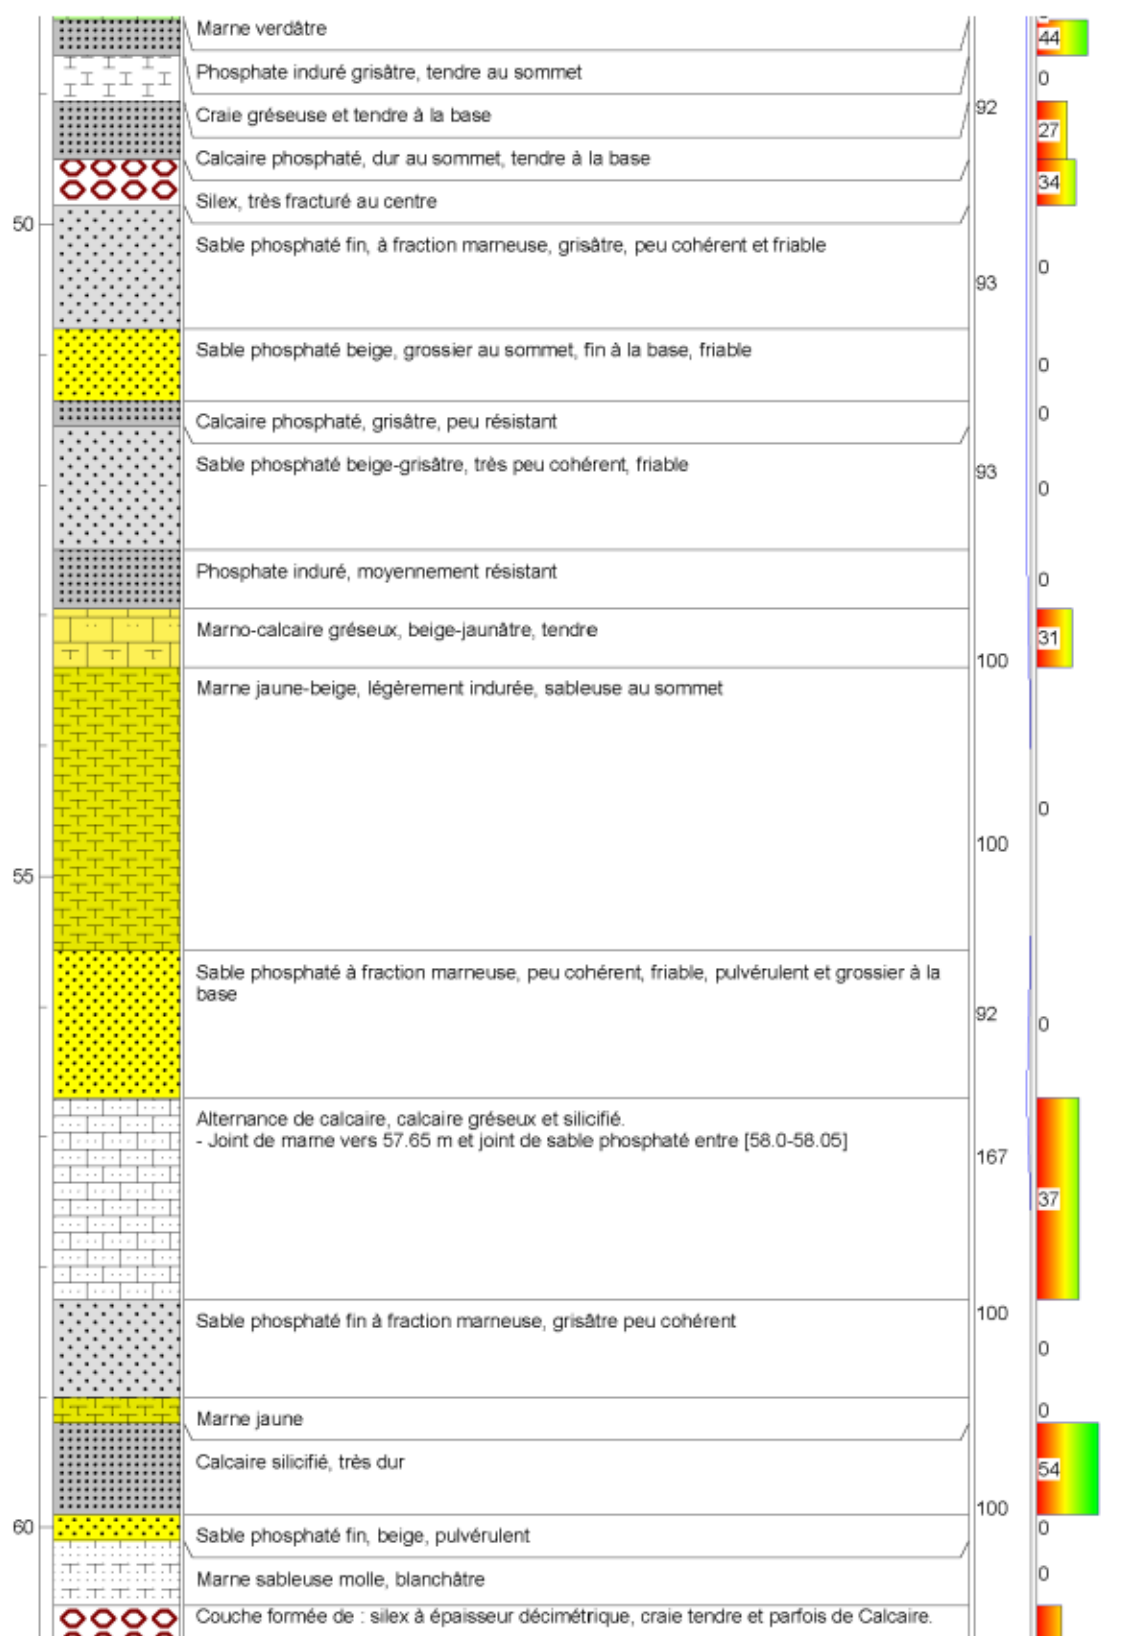 Marne verdâtre
44
Phosphate induré grisâtre, tendre au sommet
0
92
Craie gréseuse et tendre à la base
27
Calcaire phosphaté, dur au sommet, tendre à la base
34
Silex, très fracturé au centre
50
Sable phosphaté fin, à fraction marneuse, grisâtre, peu cohérent et friable
0
93
Sable phosphaté beige, grossier au sommet, fin à la base, friable
0
0
Calcaire phosphaté, grisâtre, peu résistant
Sable phosphaté beige-grisâtre, très peu cohérent, friable
93
0
Phosphate induré, moyennement résistant
0
Marno-calcaire gréseux, beige-jaunâtre, tendre
31
100
Marne jaune-beige, légèrement indurée, sableuse au sommet
0
100
55
Sable phosphaté à fraction marneuse, peu cohérent, friable, pulvérulent et grossier à la
base
92
0
Alternance de calcaire, calcaire gréseux et silicifié.
- Joint de marne vers 57.65 m et joint de sable phosphaté entre [58.0-58.05]
167
37
100
Sable phosphaté fin à fraction marneuse, grisâtre peu cohérent
0
0
Marne jaune
Calcaire silicifié, très dur
54
100
60
0
Sable phosphaté fin, beige, pulvérulent
0
Marne sableuse molle, blanchâtre
Couche formée de : silex à épaisseur décimétrique, craie tendre et parfois de Calcaire.